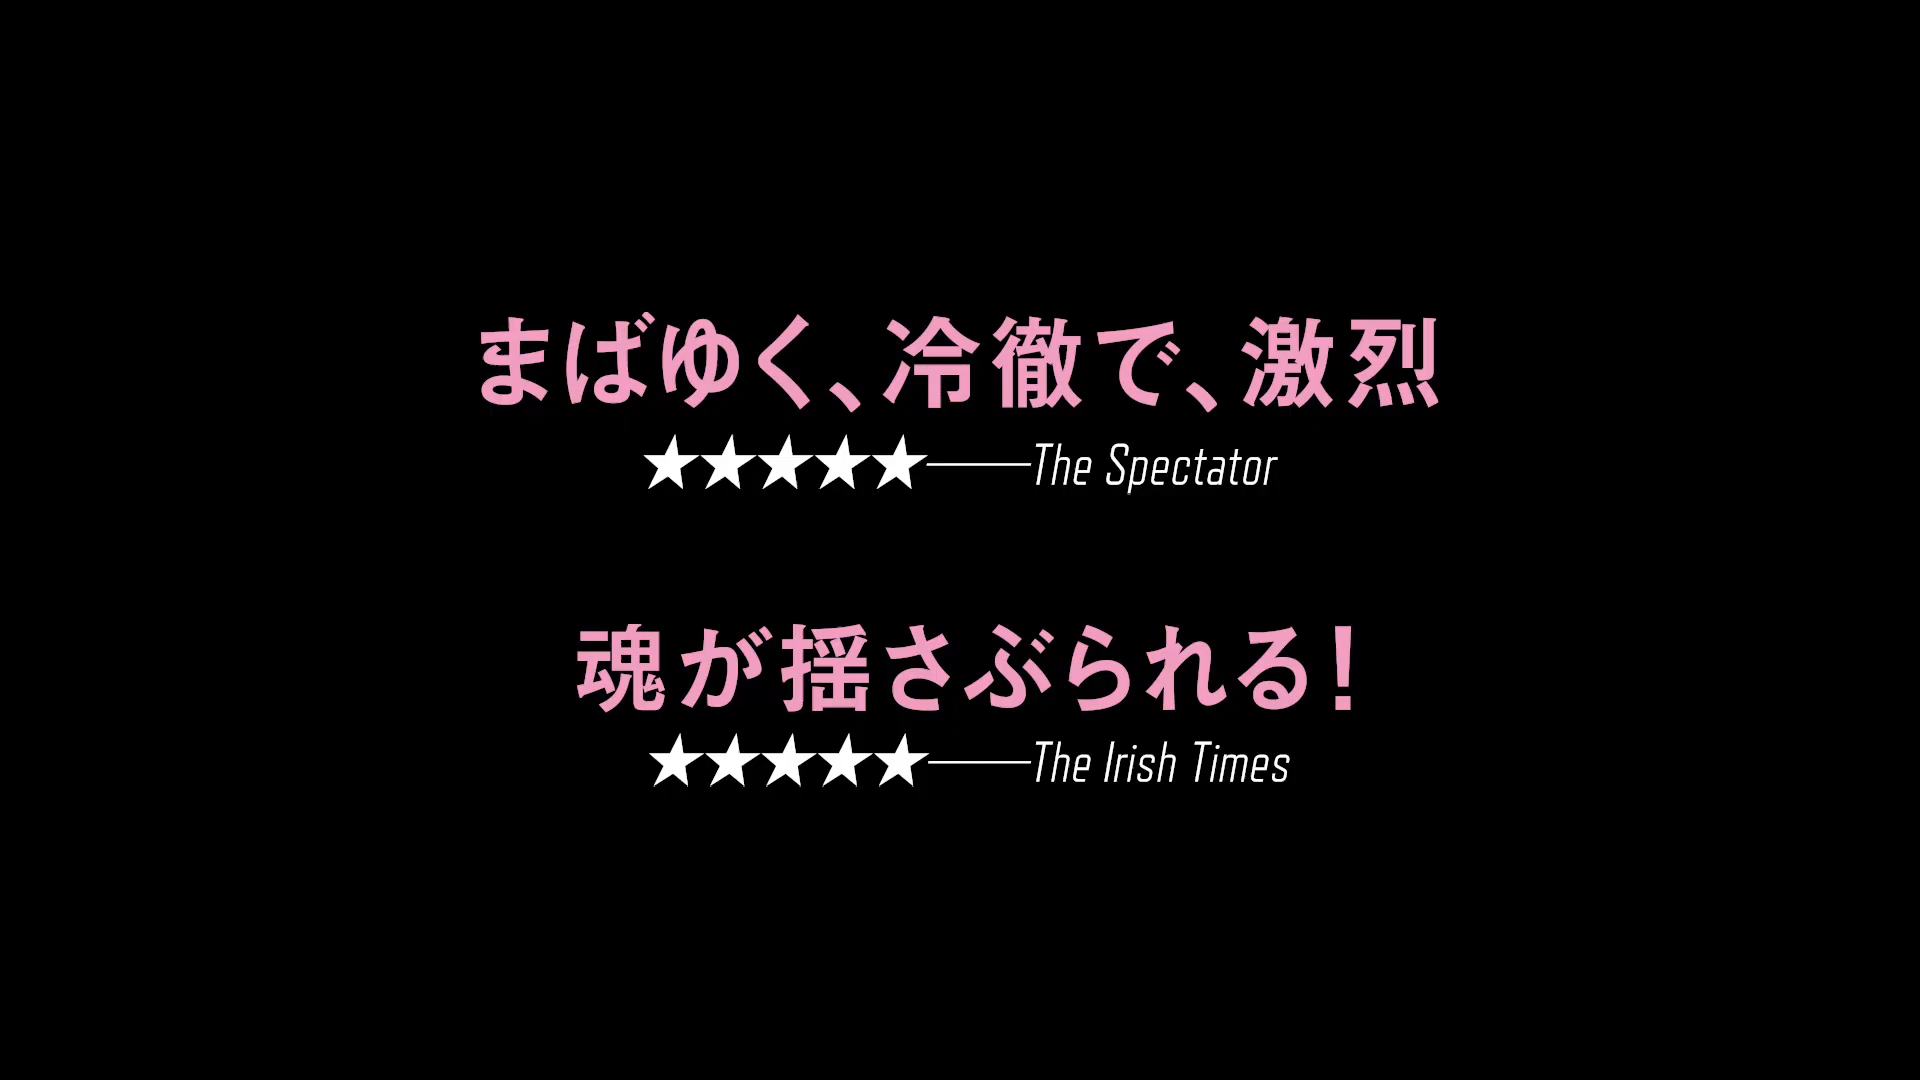 まばゆく、冷徹で、激烈
★★★★★――The Spectator
魂が揺さぶられる！
★★★★★――The Irish Times